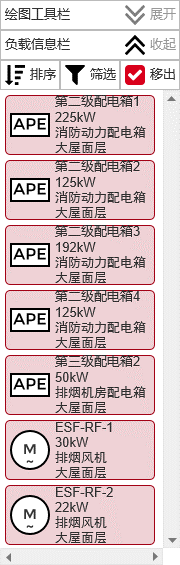 绘图工具栏 展开
负载信息栏 收起
排序 筛选 移出
第二级配电箱1
APE 225kW
消防动力配电箱
大屋面层
第二级配电箱2
APE 125kW
消防动力配电箱
大屋面层
第二级配电箱3
APE 192kW
消防动力配电箱
大屋面层
第二级配电箱4
APE 125kW
消防动力配电箱
大屋面层
第三级配电箱2
APE 50kW
排烟机房配电箱
大屋面层
ESF-RF-1
M~ 30kW
排烟风机
大屋面层
ESF-RF-2
M~ 22kW
排烟风机
大屋面层